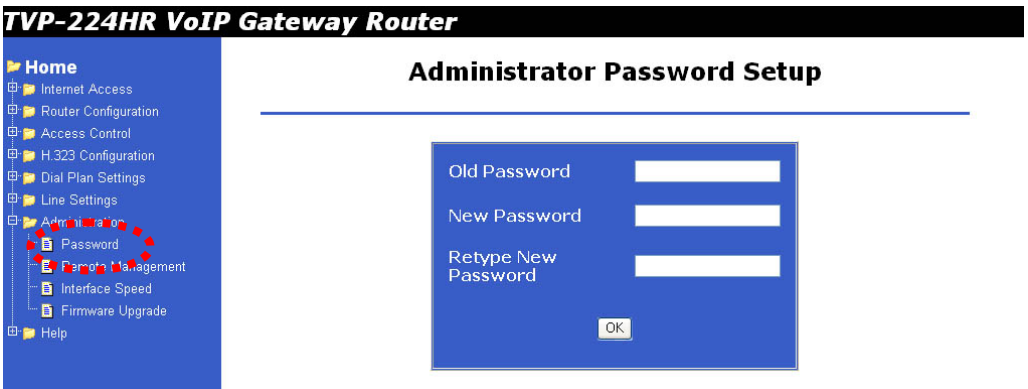 TVP-224HR VoIP Gateway Router
Home
Internet Access
Router Configuration
Access Control
H.323 Configuration
Dial Plan Settings
Line Settings
Administration
Password
Remote Management
Interface Speed
Firmware Upgrade
Help
Administrator Password Setup
Old Password
New Password
Retype New
Password
OK